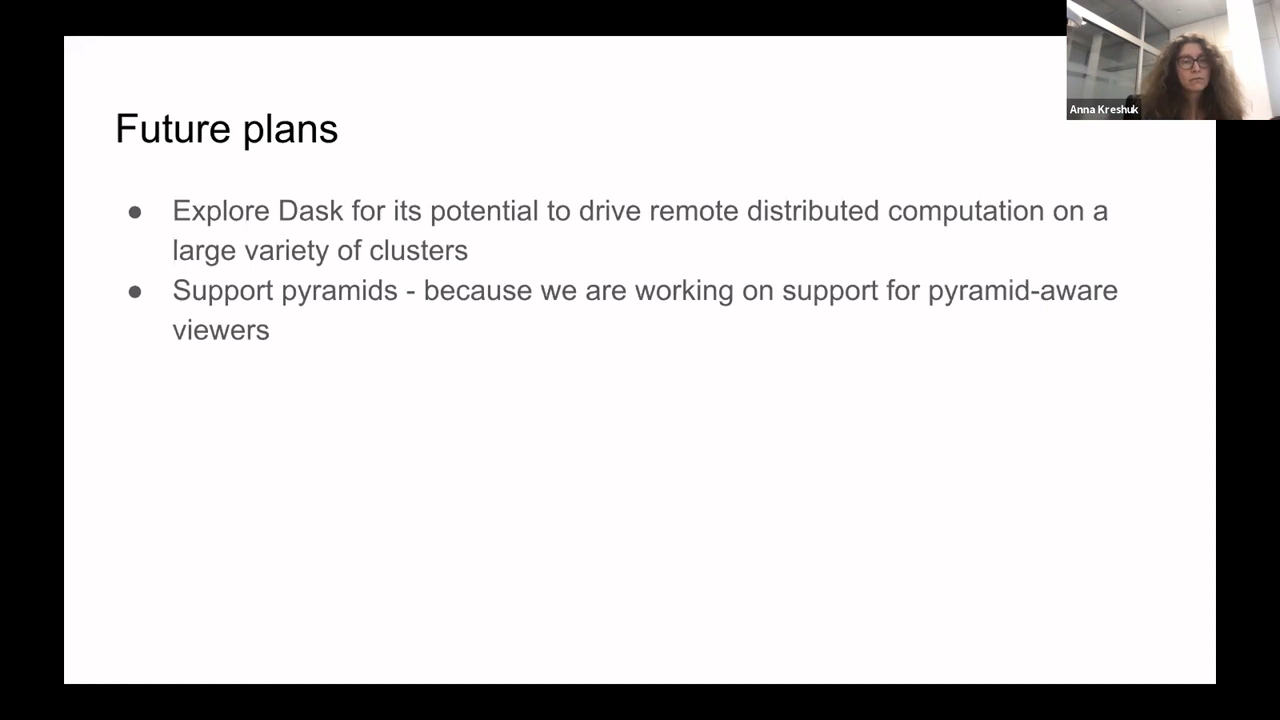 Anna Kreshuk
Future plans
● Explore Dask for its potential to drive remote distributed computation on a
large variety of clusters
● Support pyramids - because we are working on support for pyramid-aware
viewers